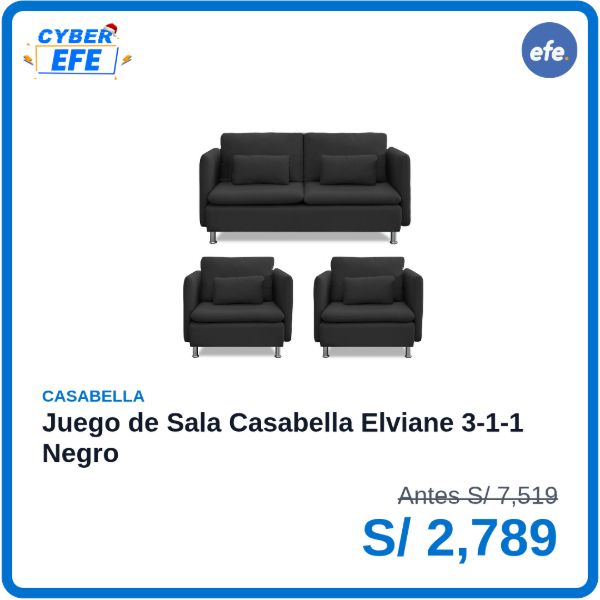 CYBER
EFE
efe.
CASABELLA
Juego de Sala Casabella Elviane 3-1-1
Negro
Antes S/ 7,519
S/ 2,789